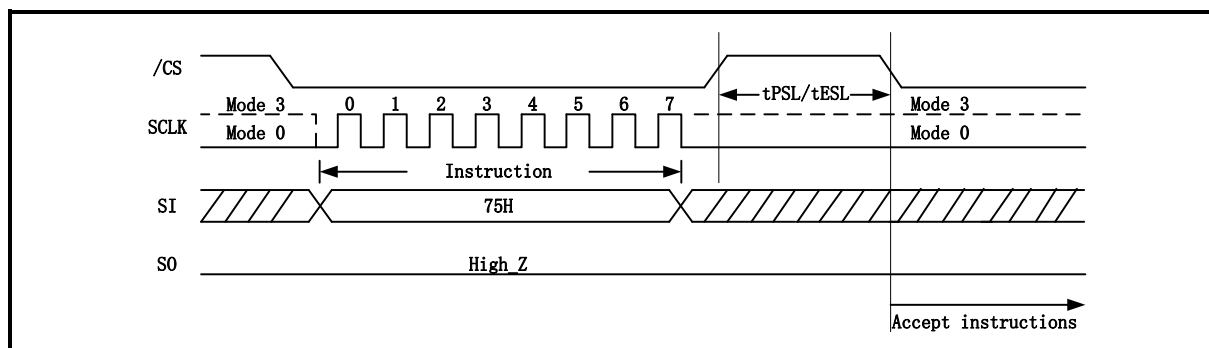 /CS
tPSL/tESL
Mode 3 0 1 2 3 4 5 6 7 Mode 3
SCLK
Mode 0 Mode 0
Instruction
SI 75H
SO High_Z
Accept instructions